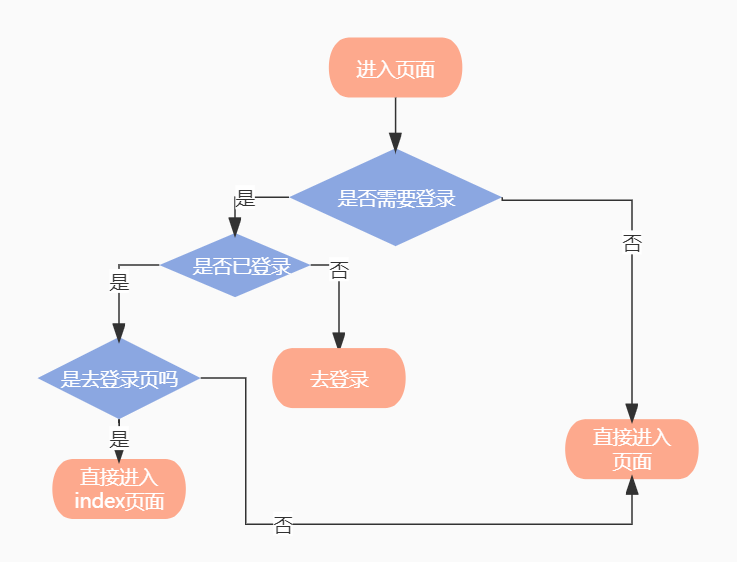 进入页面
是否需要登录
是
否
是否已登录
是
否
是去登录页吗
去登录
是
直接进入
index页面
直接进入
页面
否